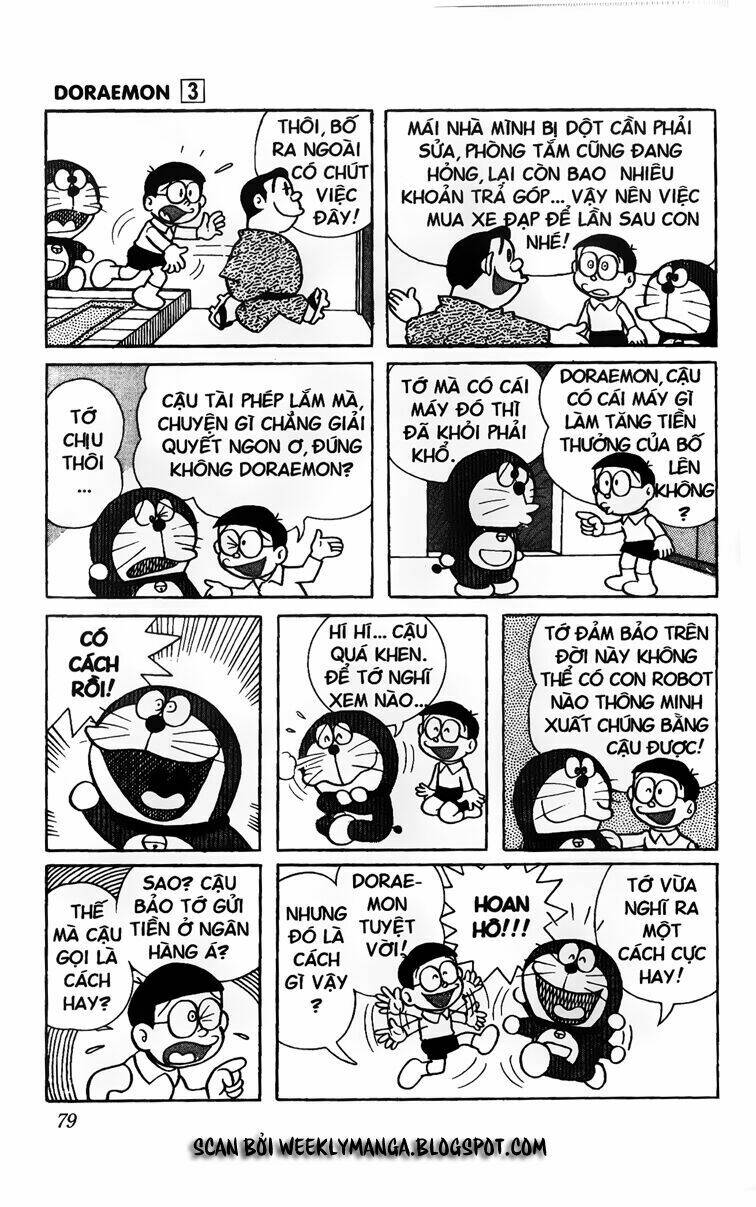 DORAEMON 3
MÁI NHÀ MÌNH BỊ DỘT CẦN PHẢI
SỬA, PHÒNG TẮM CŨNG ĐANG
HỎNG, LẠI CÒN BAO NHIÊU
KHOẢN TRẢ GÓP... VẬY NÊN VIỆC
MUA XE ĐẠP ĐỂ LẦN SAU CON
NHÉ!
THÔI, BỐ
RA NGOÀI
CÓ CHÚT
VIỆC
ĐÂY!
DORAEMON, CẬU
CÓ CÁI MÁY GÌ
LÀM TĂNG TIỀN
THƯỞNG CỦA BỐ
LÊN
KHÔNG
?
TỚ MÀ CÓ CÁI
MÁY ĐÓ THÌ
ĐÃ KHỎI PHẢI
KHỔ.
CẬU TÀI PHÉP LẮM MÀ,
CHUYỆN GÌ CHẲNG GIẢI
QUYẾT NGON Ơ, ĐÚNG
KHÔNG DORAEMON?
TỚ
CHỊU
THÔI
...
TỚ ĐẢM BẢO TRÊN
ĐỜI NÀY KHÔNG
THỂ CÓ CON ROBOT
NÀO THÔNG MINH
XUẤT CHÚNG BẰNG
CẬU ĐƯỢC!
HÍ HÍ... CẬU
QUÁ KHEN.
ĐỂ TỚ NGHĨ
XEM NÀO...
CÓ
CÁCH
RỒI!
TỚ VỪA
NGHĨ RA
MỘT
CÁCH CỰC
HAY!
HOAN
HÔ!!!
DORAE-
MON
TUYỆT
VỜI!
NHƯNG
ĐÓ LÀ
CÁCH
GÌ VẬY
?
SAO? CẬU
BẢO TỚ GỬI
TIỀN Ở NGÂN
HÀNG Á?
THẾ
MÀ CẬU
GỌI LÀ
CÁCH
HAY?
79
SCAN BỞI WEEKLYMANGA.BLOGSPOT.COM